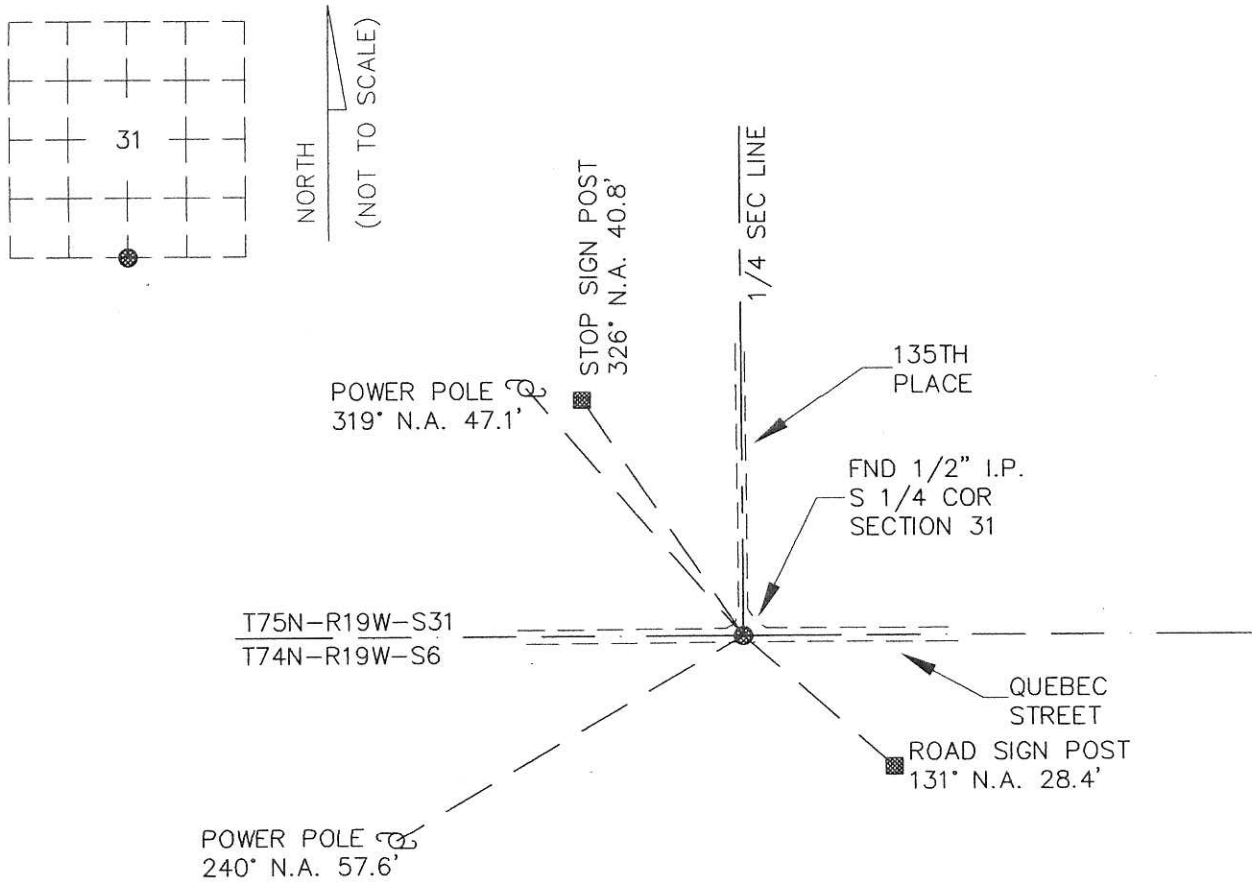 31
NORTH
(NOT TO SCALE)
STOP SIGN POST
326° N.A. 40.8'
1/4 SEC LINE
POWER POLE
319° N.A. 47.1'
135TH
PLACE
FND 1/2" I.P.
S 1/4 COR
SECTION 31
T75N-R19W-S31
T74N-R19W-S6
QUEBEC
STREET
ROAD SIGN POST
131° N.A. 28.4'
POWER POLE
240° N.A. 57.6'